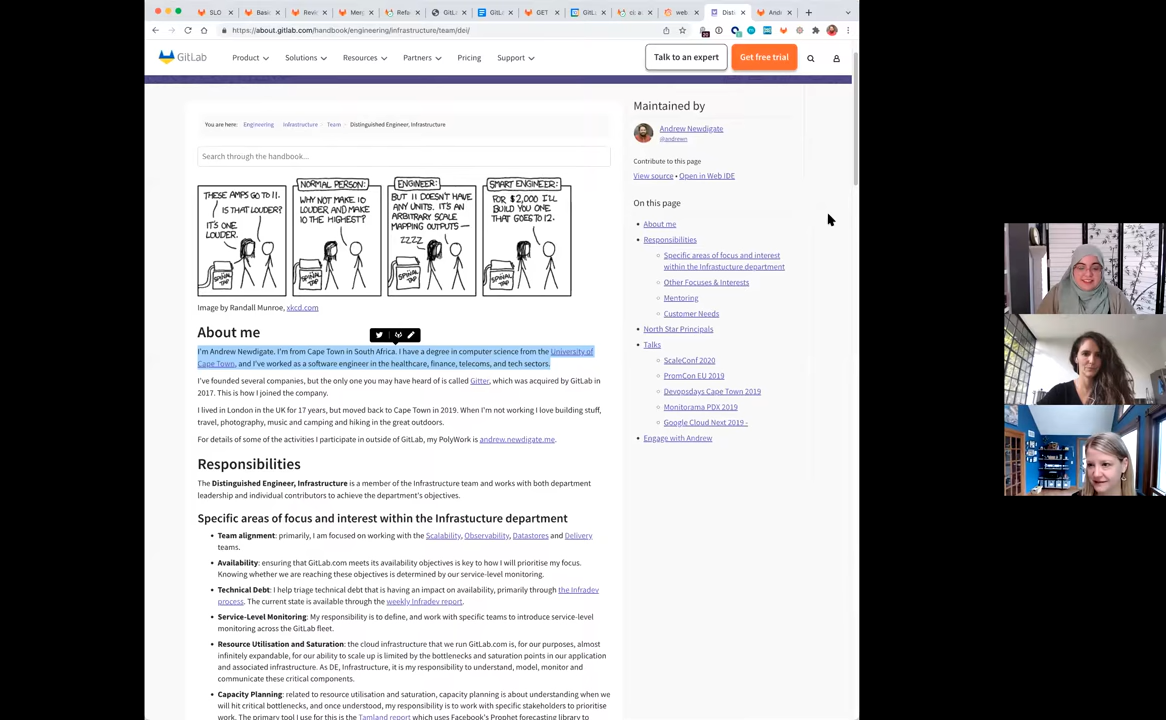 SLO
Basi
Revie
Merg
Refac
GitLa
GitLa
GET
GitLa
ci: a
web
Dist
Andr
https://about.gitlab.com/handbook/engineering/infrastructure/team/dei/
GitLab
Product
Solutions
Resources
Partners
Pricing
Support
Talk to an expert
Get free trial
You are here: Engineering Infrastructure Team Distinguished Engineer, Infrastructure
Search through the handbook...
THESE AMPS GO TO 11.
IS THAT LOUDER?
IT'S ONE
LOUDER.
SPINAL
TAP
NORMAL PERSON:
WHY NOT MAKE 10
LOUDER AND MAKE
10 THE HIGHEST?
SPINAL
TAP
ENGINEER:
BUT 11 DOESN'T HAVE
ANY UNITS. IT'S AN
ARBITRARY SCALE
MAPPING OUTPUTS—
ZZZZ
SPINAL
TAP
SMART ENGINEER:
FOR $2,000 I'LL
BUILD YOU ONE
THAT GOES TO 12.
SPINAL
TAP
Image by Randall Munroe, xkcd.com
About me
I'm Andrew Newdigate. I'm from Cape Town in South Africa. I have a degree in computer science from the University of
Cape Town, and I've worked as a software engineer in the healthcare, finance, telecoms, and tech sectors.
I've founded several companies, but the only one you may have heard of is called Gitter, which was acquired by GitLab in
2017. This is how I joined the company.
I lived in London in the UK for 17 years, but moved back to Cape Town in 2019. When I'm not working I love building stuff,
travel, photography, music and camping and hiking in the great outdoors.
For details of some of the activities I participate in outside of GitLab, my PolyWork is andrew.newdigate.me.
Responsibilities
The Distinguished Engineer, Infrastructure is a member of the Infrastructure team and works with both department
leadership and individual contributors to achieve the department's objectives.
Specific areas of focus and interest within the Infrastucture department
• Team alignment: primarily, I am focused on working with the Scalability, Observability, Datastores and Delivery
teams.
• Availability: ensuring that GitLab.com meets its availability objectives is key to how I will prioritise my focus.
Knowing whether we are reaching these objectives is determined by our service-level monitoring.
• Technical Debt: I help triage technical debt that is having an impact on availability, primarily through the Infradev
process. The current state is available through the weekly Infradev report.
• Service-Level Monitoring: My responsibility is to define, and work with specific teams to introduce service-level
monitoring across the GitLab fleet.
• Resource Utilisation and Saturation: the cloud infrastructure that we run GitLab.com is, for our purposes, almost
infinitely expandable, for our ability to scale up is limited by the bottlenecks and saturation points in our application
and associated infrastructure. As DE, Infrastructure, it is my responsibility to understand, model, monitor and
communicate these critical components.
• Capacity Planning: related to resource utilisation and saturation, capacity planning is about understanding when we
will hit critical bottlenecks, and once understood, my responsibility is to work with specific stakeholders to prioritise
work. The primary tool I use for this is the Tamland report which uses Facebook's Prophet forecasting library to
Maintained by
Andrew Newdigate
@andrewn
Contribute to this page
View source • Open in Web IDE
On this page
• About me
• Responsibilities
Specific areas of focus and interest
within the Infrastucture department
Other Focuses & Interests
Mentoring
Customer Needs
• North Star Principals
• Talks
ScaleConf 2020
PromCon EU 2019
Devopsdays Cape Town 2019
Monitorama PDX 2019
Google Cloud Next 2019 -
• Engage with Andrew